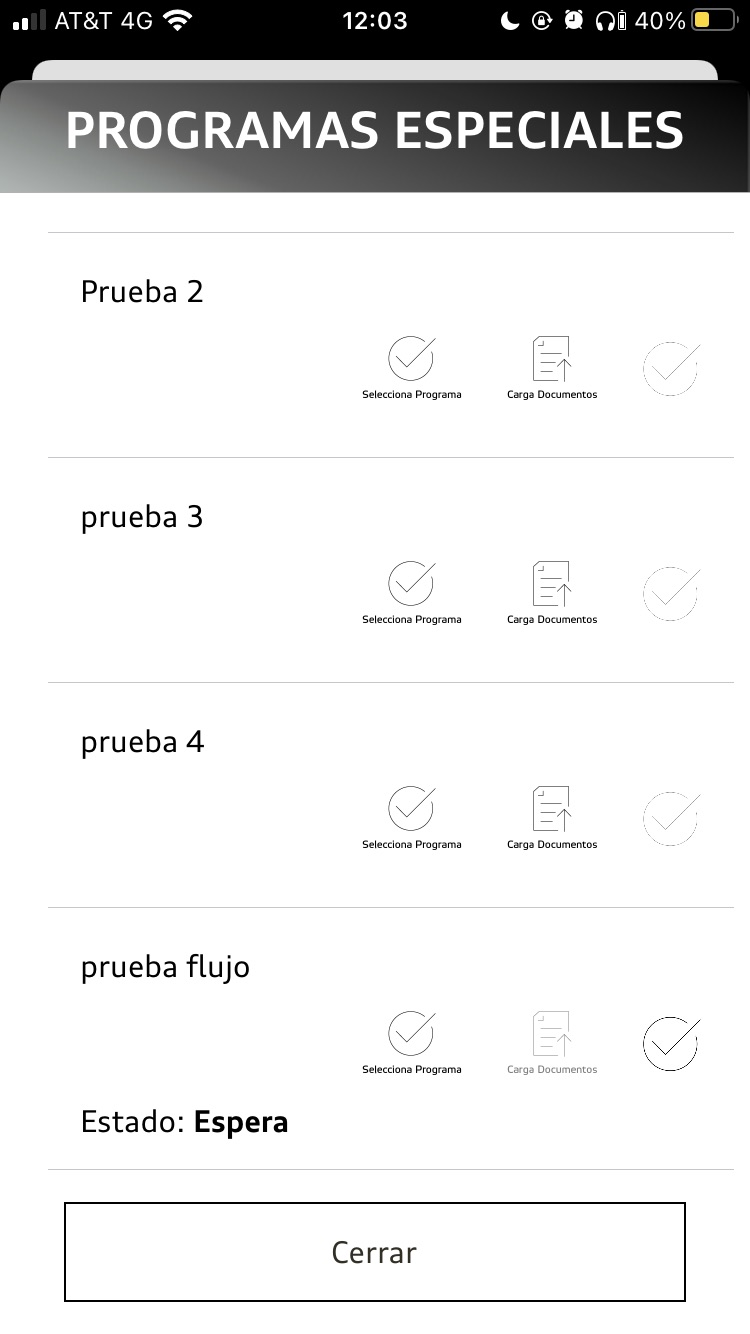 AT&T 4G 12:03 40%
PROGRAMAS ESPECIALES
Prueba 2
Selecciona Programa Carga Documentos
prueba 3
Selecciona Programa Carga Documentos
prueba 4
Selecciona Programa Carga Documentos
prueba flujo
Selecciona Programa Carga Documentos
Estado: Espera
Cerrar